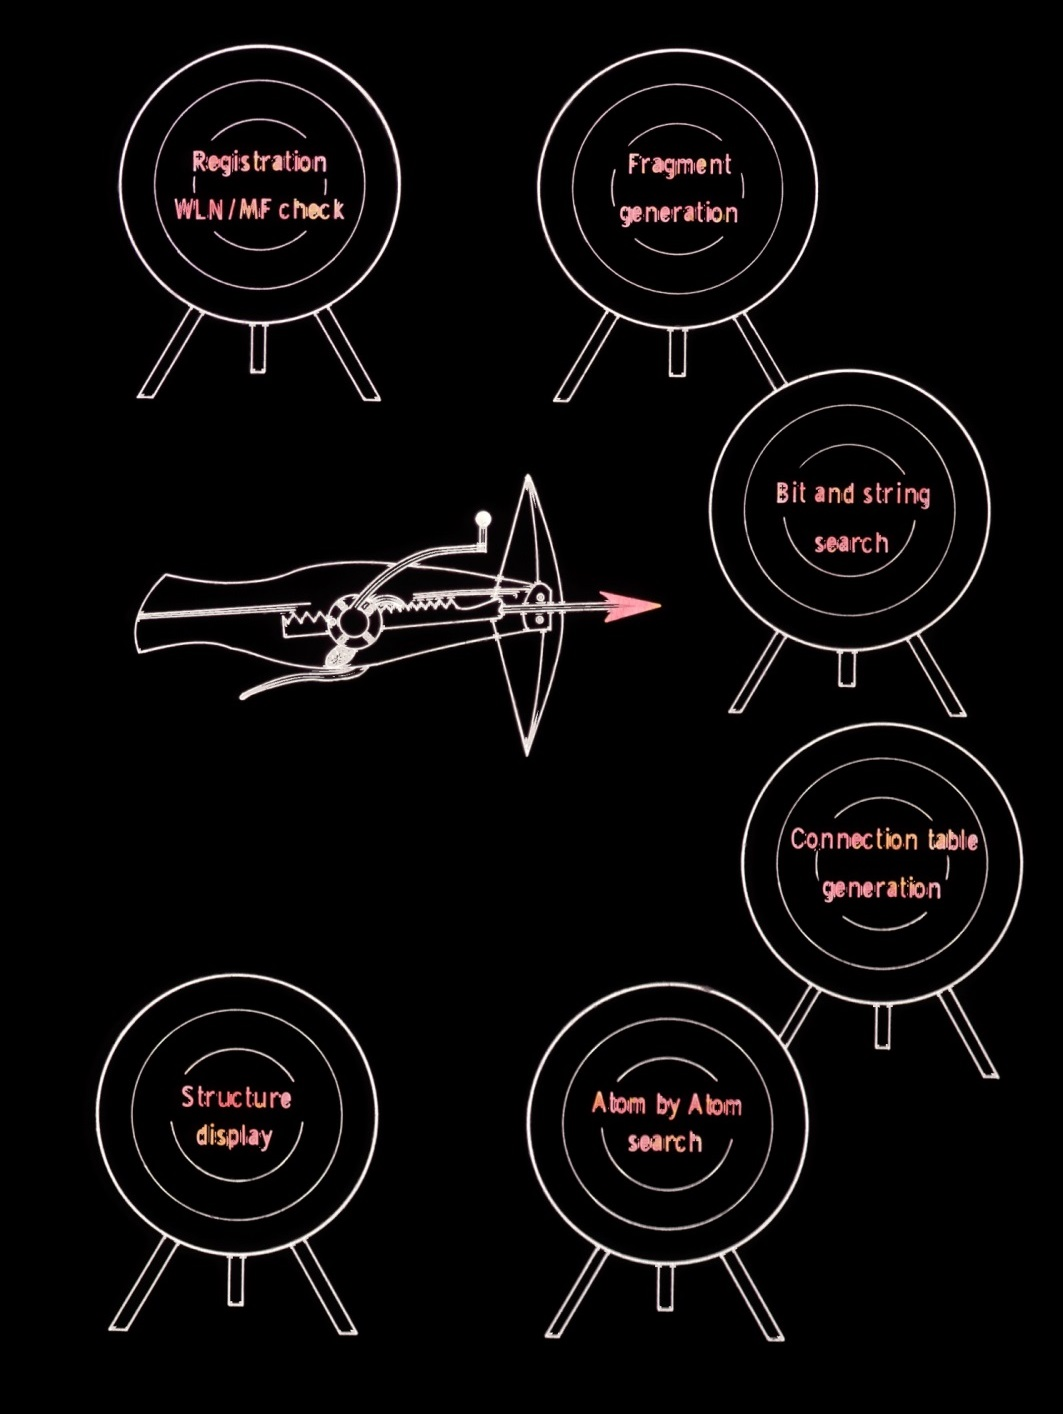 Registration
WLN/MF check
Fragment
generation
Bit and string
search
Connection table
generation
Structure
display
Atom by Atom
search